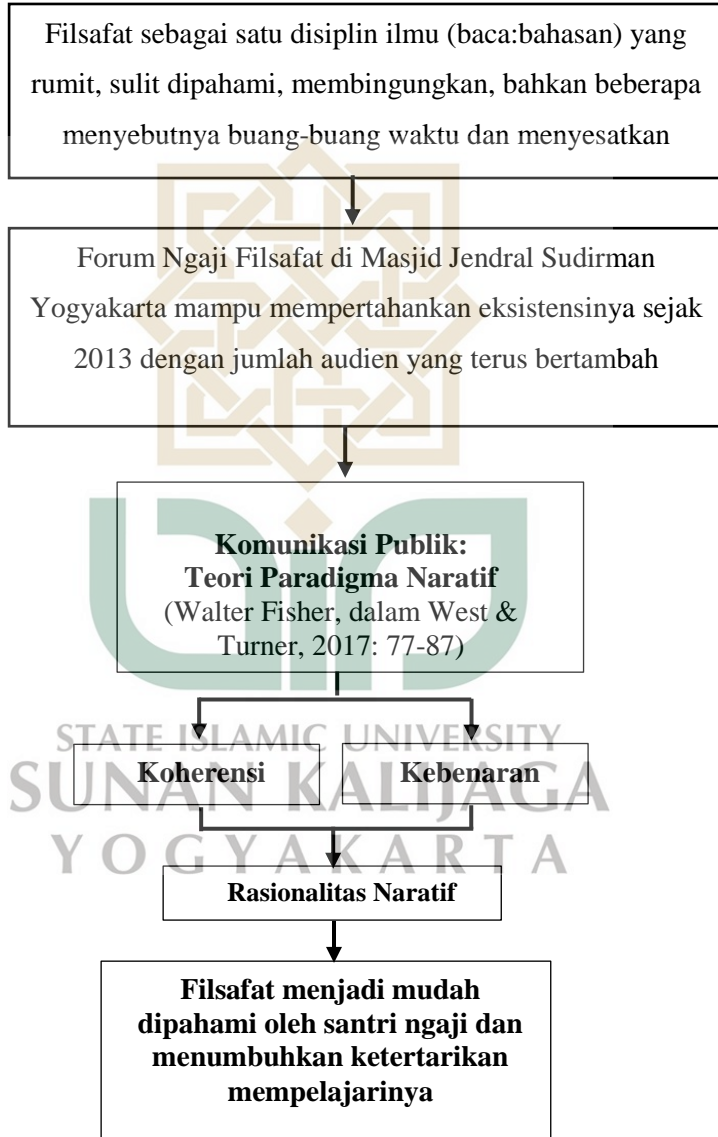 Filsafat sebagai satu disiplin ilmu (baca:bahasan) yang
rumit, sulit dipahami, membingungkan, bahkan beberapa
menyebutnya buang-buang waktu dan menyesatkan
Forum Ngaji Filsafat di Masjid Jendral Sudirman
Yogyakarta mampu mempertahankan eksistensinya sejak
2013 dengan jumlah audien yang terus bertambah
Komunikasi Publik:
Teori Paradigma Naratif
(Walter Fisher, dalam West &
Turner, 2017: 77-87)
STATE ISLAMIC UNIVERSITY
Koherensi
Kebenaran
SUNAN KALIJAGA
YOGYAKARTA
Rasionalitas Naratif
Filsafat menjadi mudah
dipahami oleh santri ngaji dan
menumbuhkan ketertarikan
mempelajarinya